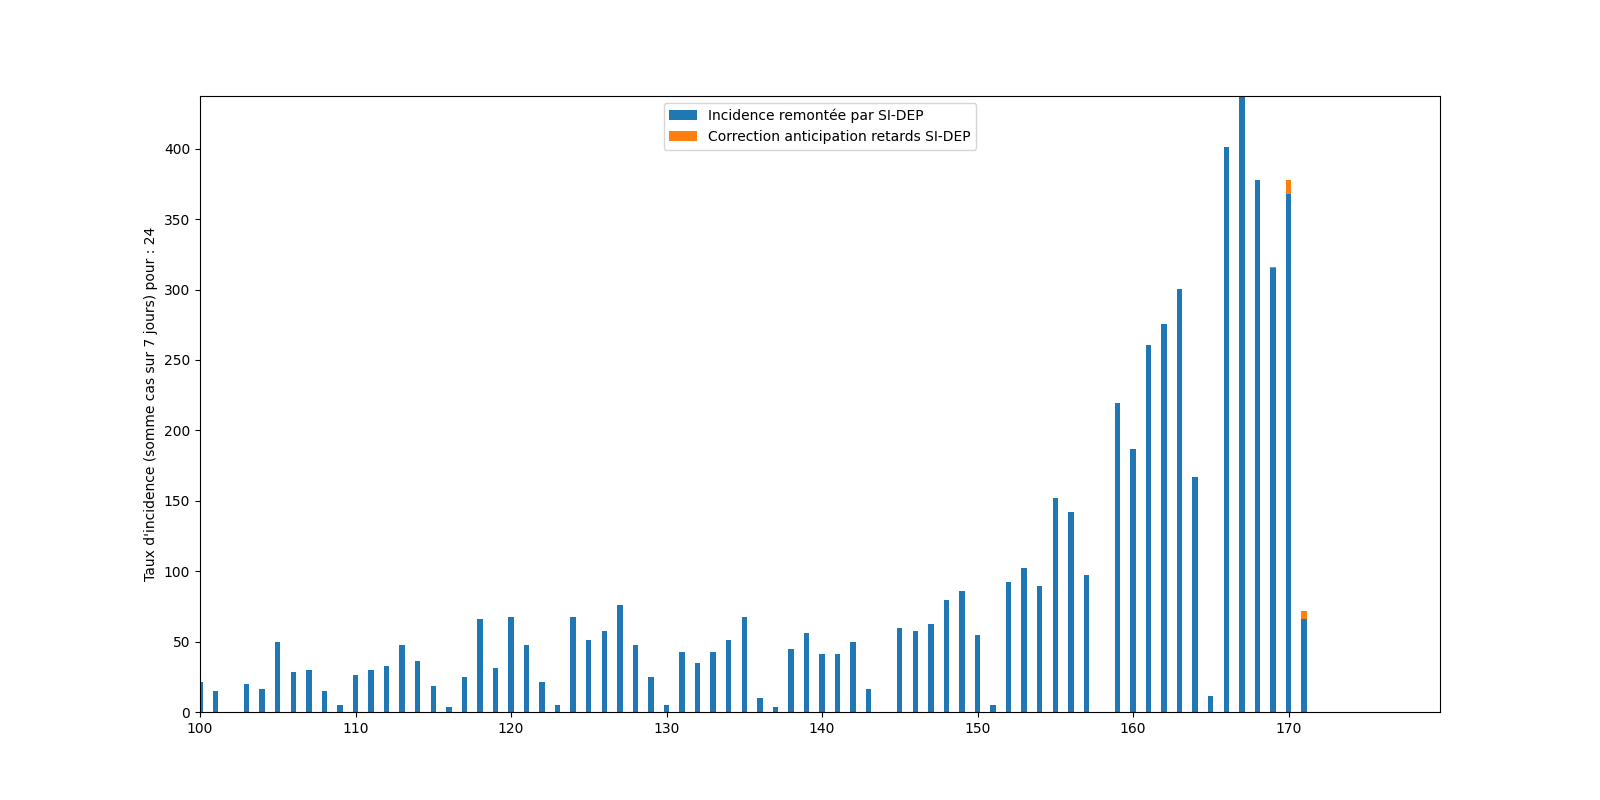 Incidence remontée par SI-DEP
Correction anticipation retards SI-DEP
Taux d'incidence (somme cas sur 7 jours) pour : 24
400
350
300
250
200
150
100
50
0
100 110 120 130 140 150 160 170